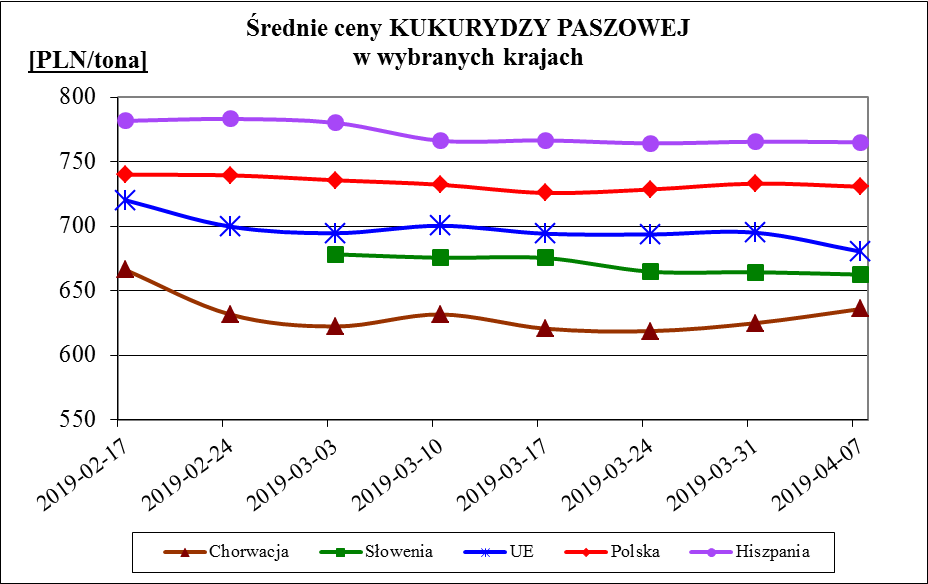 Średnie ceny KUKURYDZY PASZOWEJ
w wybranych krajach
[PLN/tona]
800
750
700
650
600
550
2019-02-17
2019-02-24
2019-03-03
2019-03-10
2019-03-17
2019-03-24
2019-03-31
2019-04-07
Chorwacja
Słowenia
UE
Polska
Hiszpania